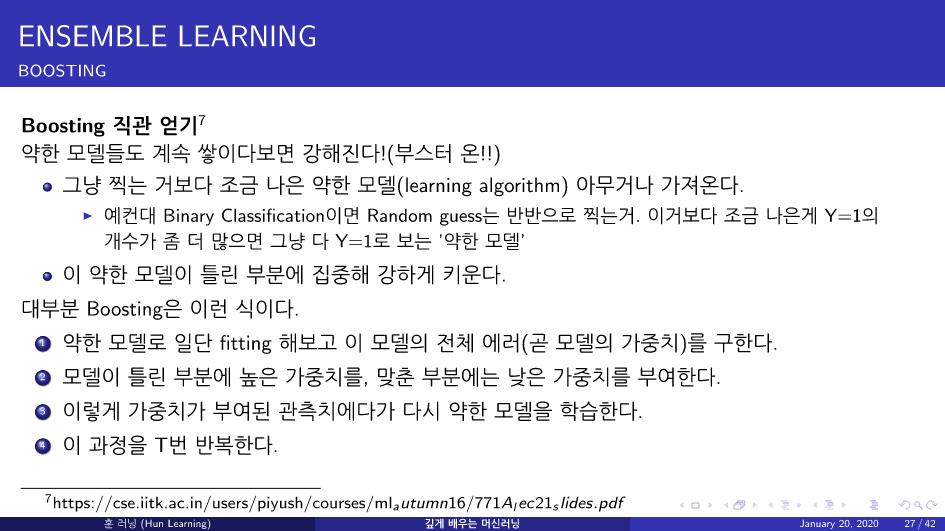 ENSEMBLE LEARNING
BOOSTING
Boosting 직관 얻기7
약한 모델들도 계속 쌓이다보면 강해진다!(부스터 온!!)
그냥 찍는 거보다 조금 나은 약한 모델(learning algorithm) 아무거나 가져온다.
예컨대 Binary Classification이면 Random guess는 반반으로 찍는거. 이거보다 조금 나은게 Y=1의
개수가 좀 더 많으면 그냥 다 Y=1로 보는 '약한 모델'
이 약한 모델이 틀린 부분에 집중해 강하게 키운다.
대부분 Boosting은 이런 식이다.
1 약한 모델로 일단 fitting 해보고 이 모델의 전체 에러(곧 모델의 가중치)를 구한다.
2 모델이 틀린 부분에 높은 가중치를, 맞춘 부분에는 낮은 가중치를 부여한다.
3 이렇게 가중치가 부여된 관측치에다가 다시 약한 모델을 학습한다.
4 이 과정을 T번 반복한다.
7https://cse.iitk.ac.in/users/piyush/courses/mlautumn16/771Alec21slides.pdf
훈 러닝 (Hun Learning) 깊게 배우는 머신러닝 January 20, 2020 27 / 42